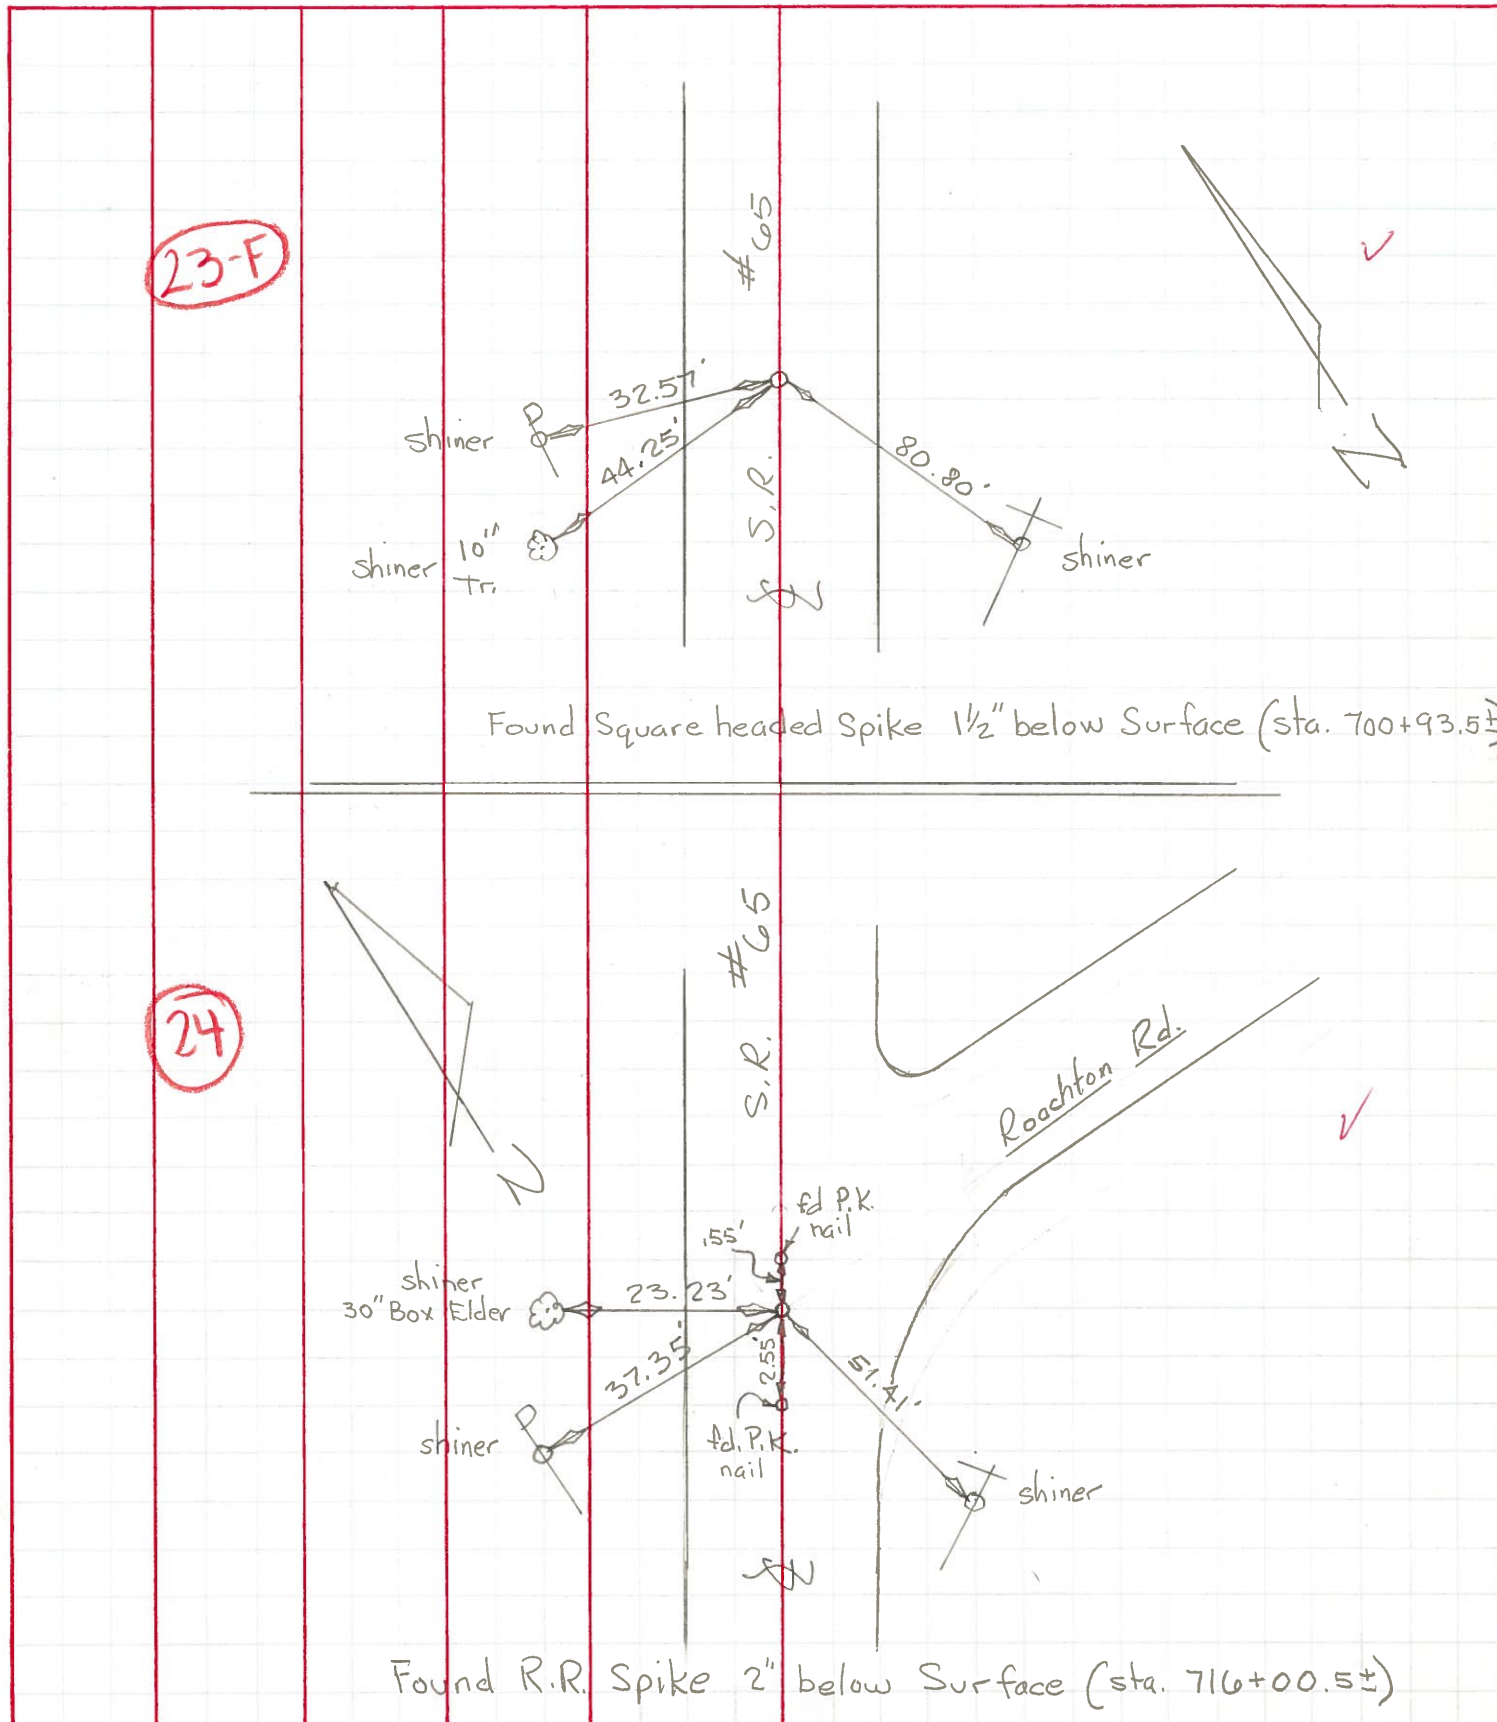 23-F
# 65
32.57'
shiner
P
44.25'
80.80'
S.R.
shiner 10"
Tr.
shiner
℄
N
Found Square headed Spike 1½" below Surface (sta. 700+93.5±)
24
# 65
S.R.
Roachton Rd.
N
fd P.K.
nail
.55'
shiner
30" Box Elder
23.23'
37.35'
2.55'
51.41'
P
shiner
fd. P.K.
nail
shiner
℄
Found R.R. Spike 2" below Surface (sta. 716+00.5±)